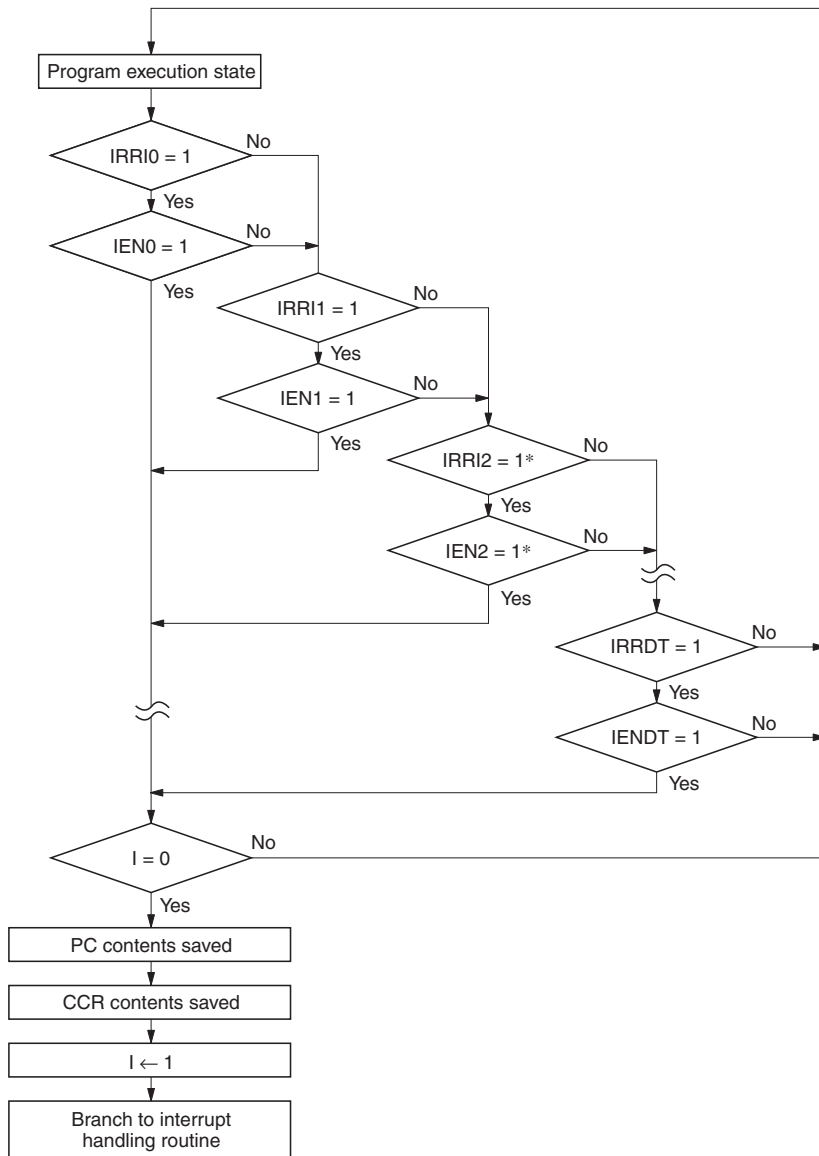 Program execution state
No
IRRI0 = 1
Yes
No
IEN0 = 1
Yes
No
IRRI1 = 1
Yes
No
IEN1 = 1
Yes
No
IRRI2 = 1*
Yes
No
IEN2 = 1*
Yes
No
IRRDT = 1
Yes
No
IENDT = 1
Yes
No
I = 0
Yes
PC contents saved
CCR contents saved
I ← 1
Branch to interrupt
handling routine